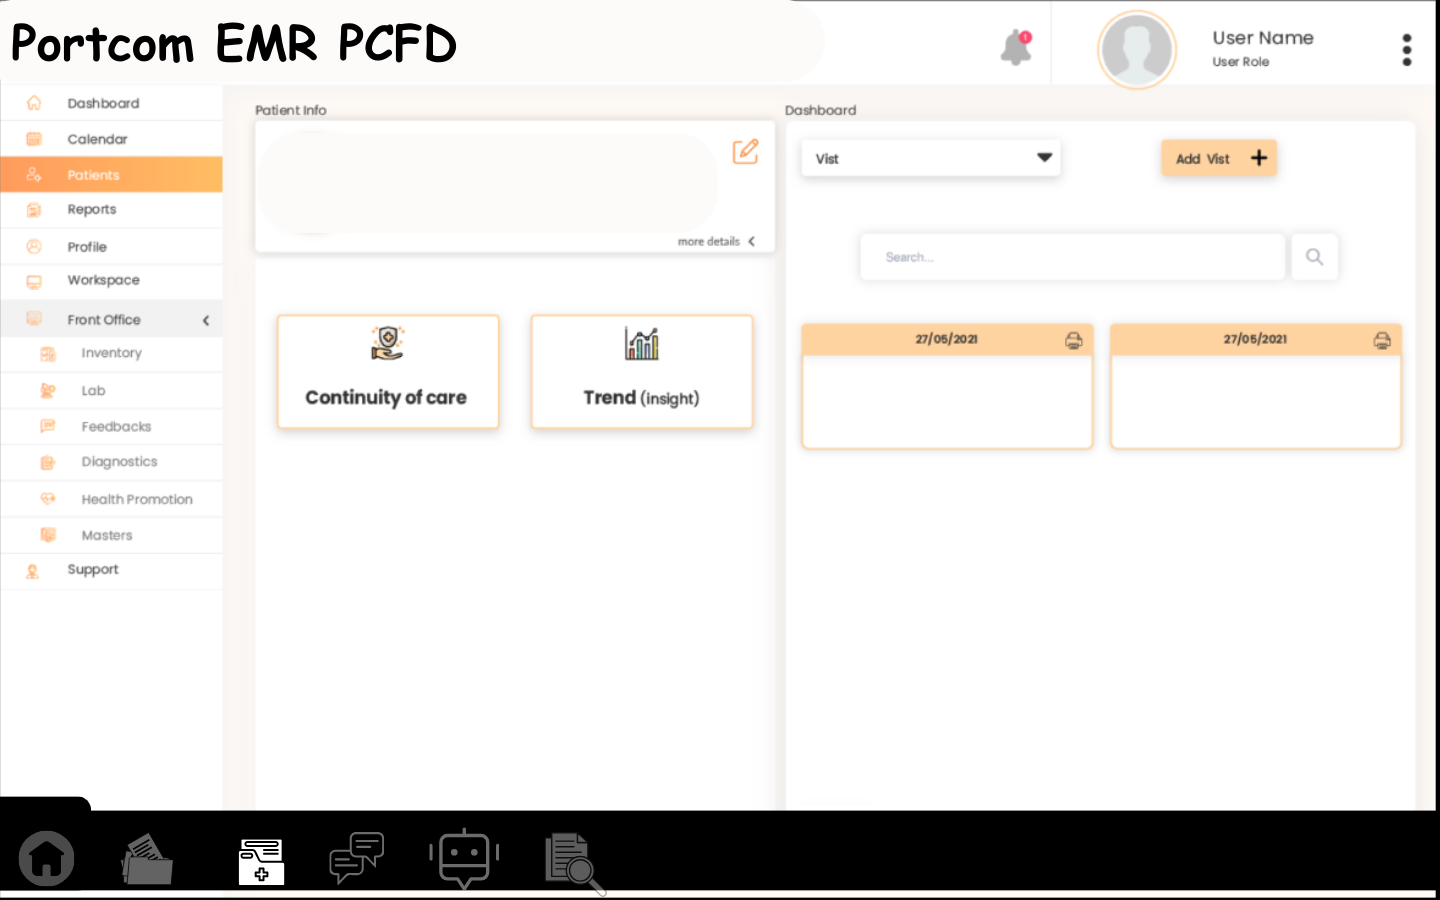 Portcom EMR PCFD
1
User Name
User Role
Dashboard
Calendar
Patients
Reports
Profile
Workspace
Front Office
Inventory
Lab
Feedbacks
Diagnostics
Health Promotion
Masters
Support
Patient Info
more details
Continuity of care
Trend (insight)
Dashboard
Vist
Add Vist
Search...
27/05/2021
27/05/2021